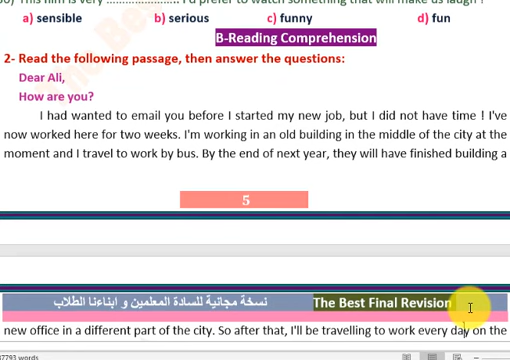 a) sensible b) serious c) funny d) fun
B-Reading Comprehension
2- Read the following passage, then answer the questions:
Dear Ali,
How are you?
I had wanted to email you before I started my new job, but I did not have time ! I've
now worked here for two weeks. I'm working in an old building in the middle of the city at the
moment and I travel to work by bus. By the end of next year, they will have finished building a
5
نسخة مجانية للسادة المعلمين و ابناءنا الطلاب The Best Final Revision
new office in a different part of the city. So after that, I'll be travelling to work every day on the
37793 words